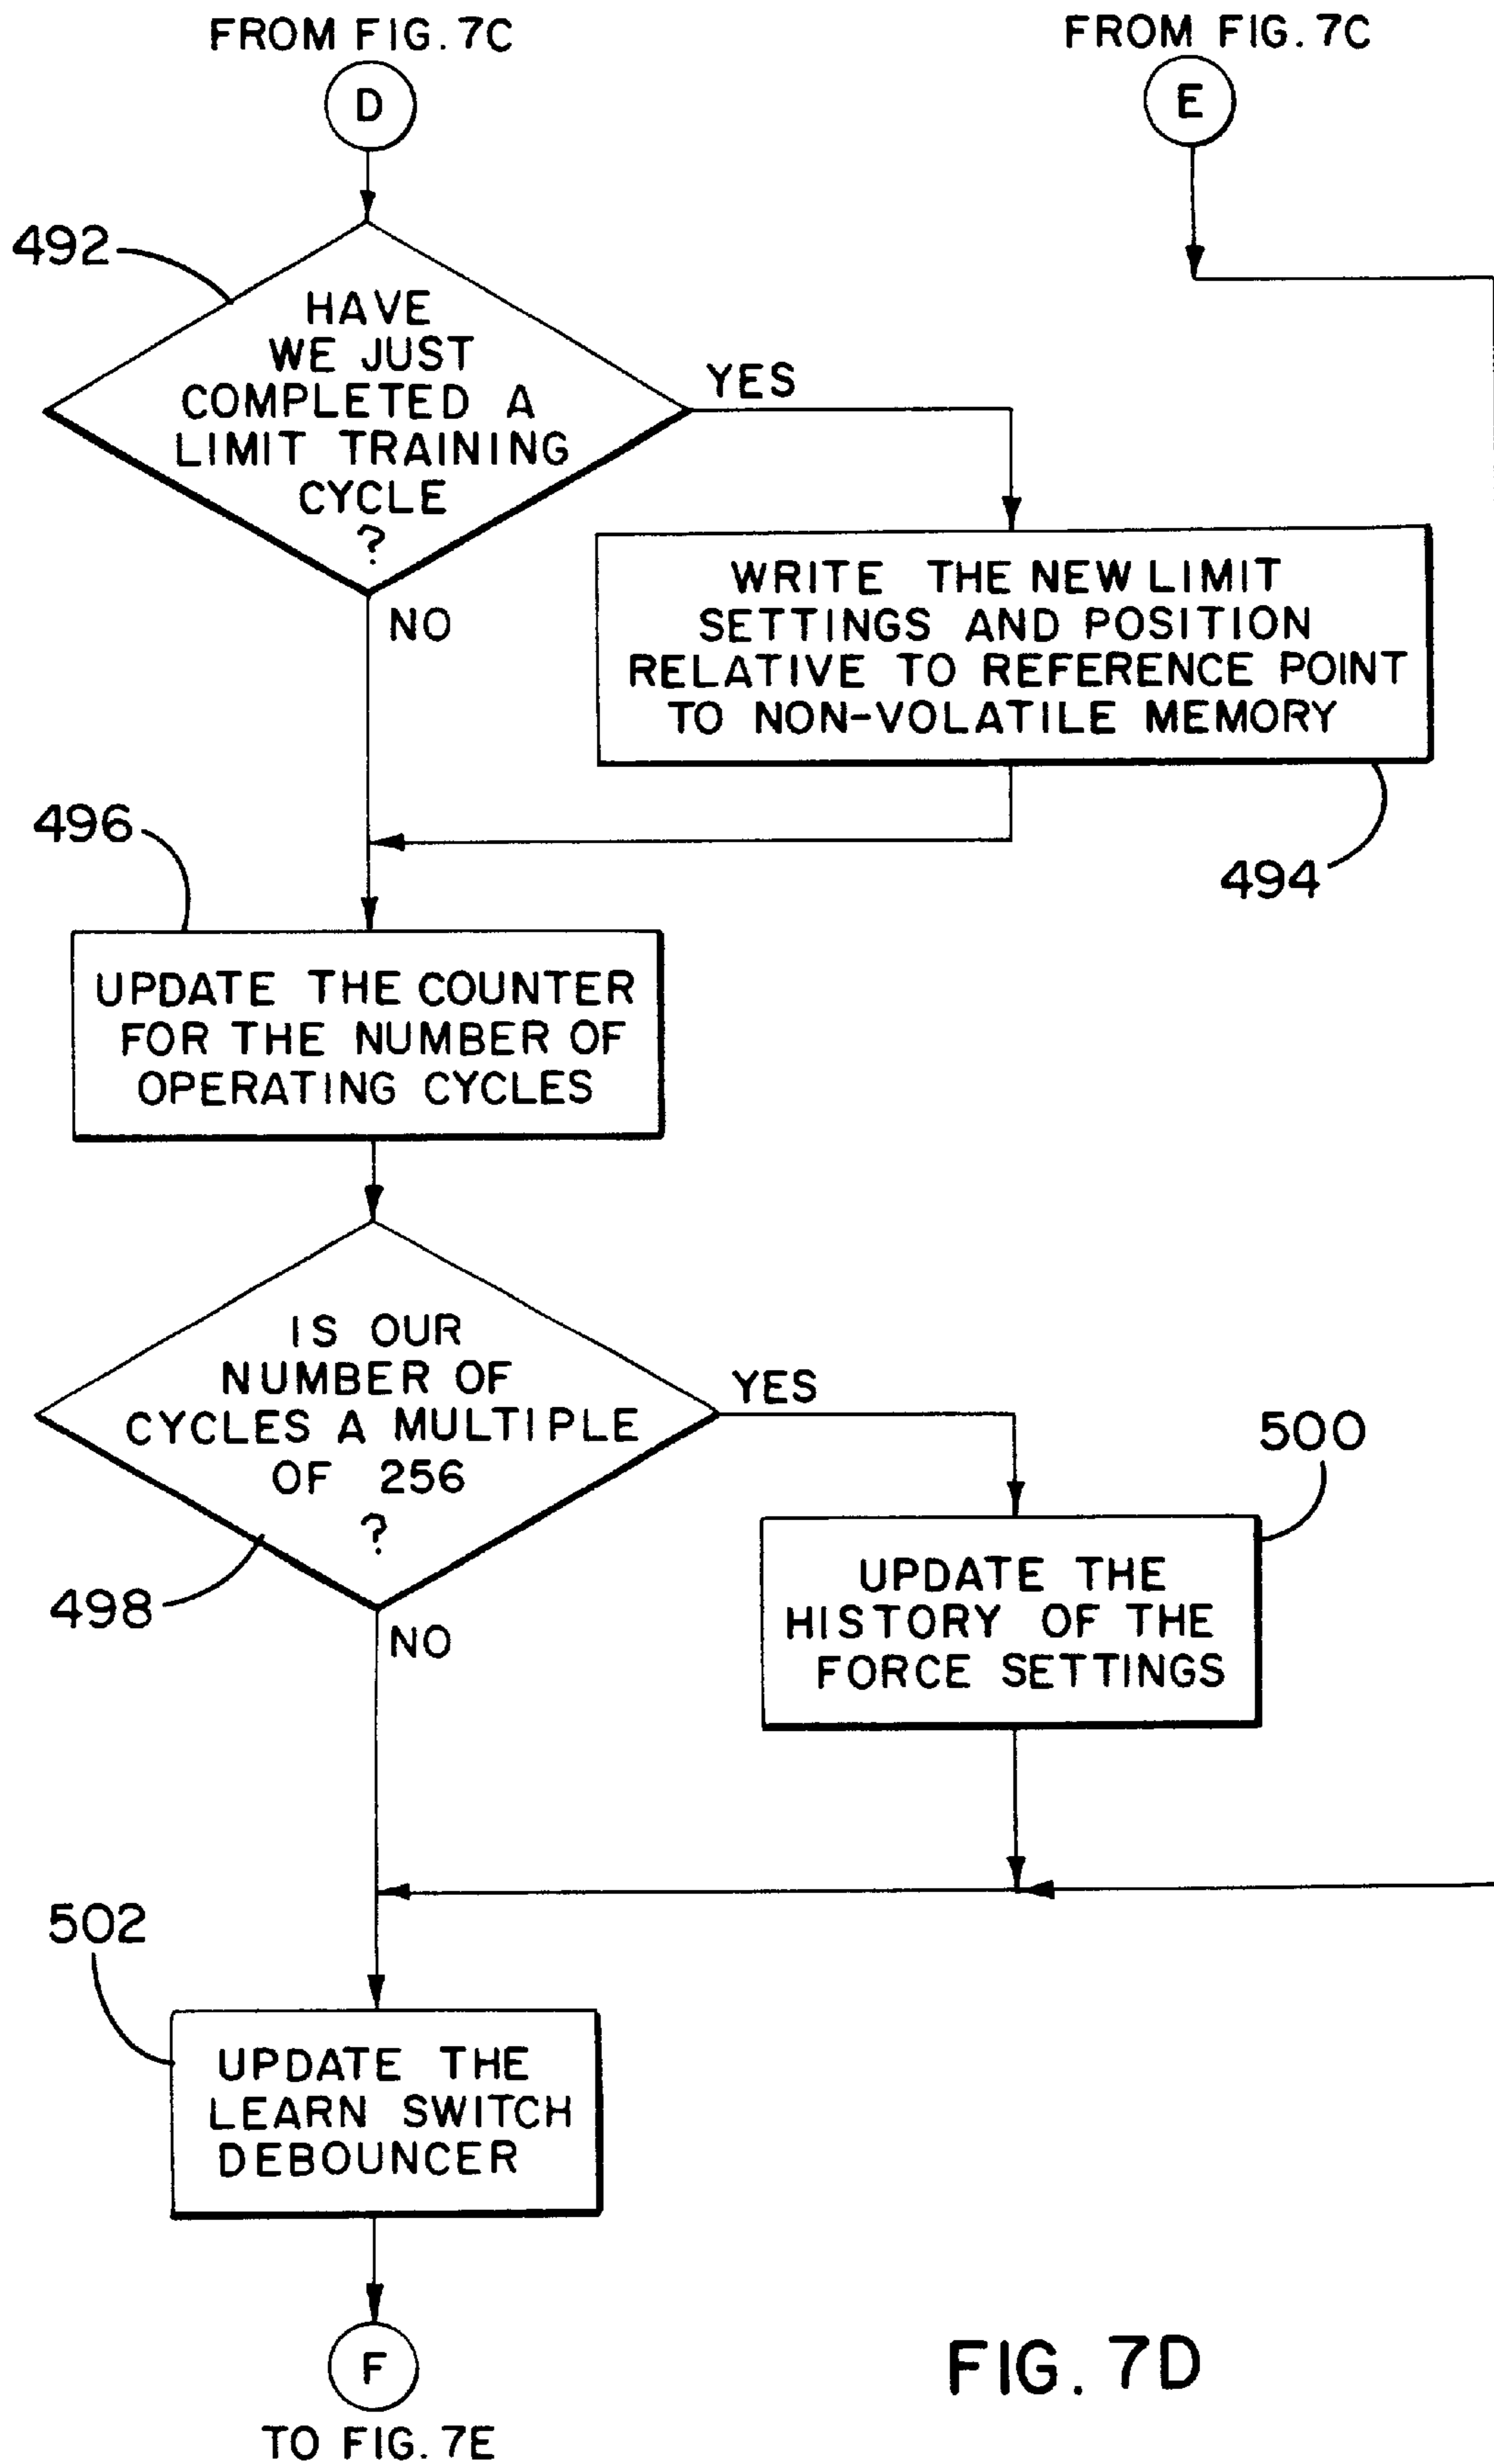 FROM FIG. 7C
D
FROM FIG. 7C
E
492
HAVE
WE JUST
COMPLETED A
LIMIT TRAINING
CYCLE
?
YES
NO
WRITE THE NEW LIMIT
SETTINGS AND POSITION
RELATIVE TO REFERENCE POINT
TO NON-VOLATILE MEMORY
494
496
UPDATE THE COUNTER
FOR THE NUMBER OF
OPERATING CYCLES
IS OUR
NUMBER OF
CYCLES A MULTIPLE
OF 256
?
YES
498
NO
500
UPDATE THE
HISTORY OF THE
FORCE SETTINGS
502
UPDATE THE
LEARN SWITCH
DEBOUNCER
F
TO FIG. 7E
FIG. 7D